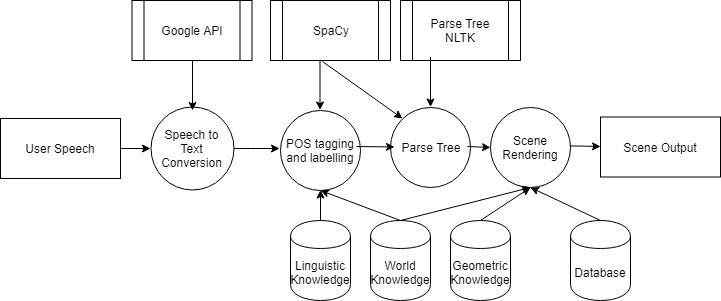 Google API
SpaCy
Parse Tree
NLTK
User Speech
Speech to
Text
Conversion
POS tagging
and labelling
Parse Tree
Scene
Rendering
Scene Output
Linguistic
Knowledge
World
Knowledge
Geometric
Knowledge
Database